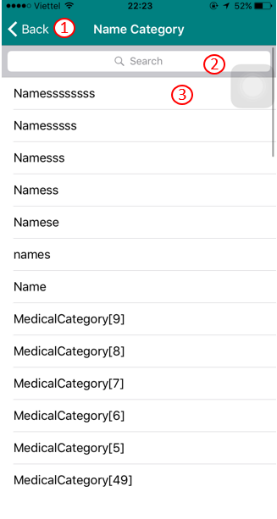 Viettel 22:23 52%
Back 1 Name Category
Search 2
Namesssssssss 3
Namesssss
Namesss
Namess
Namese
names
Name
MedicalCategory[9]
MedicalCategory[8]
MedicalCategory[7]
MedicalCategory[6]
MedicalCategory[5]
MedicalCategory[49]